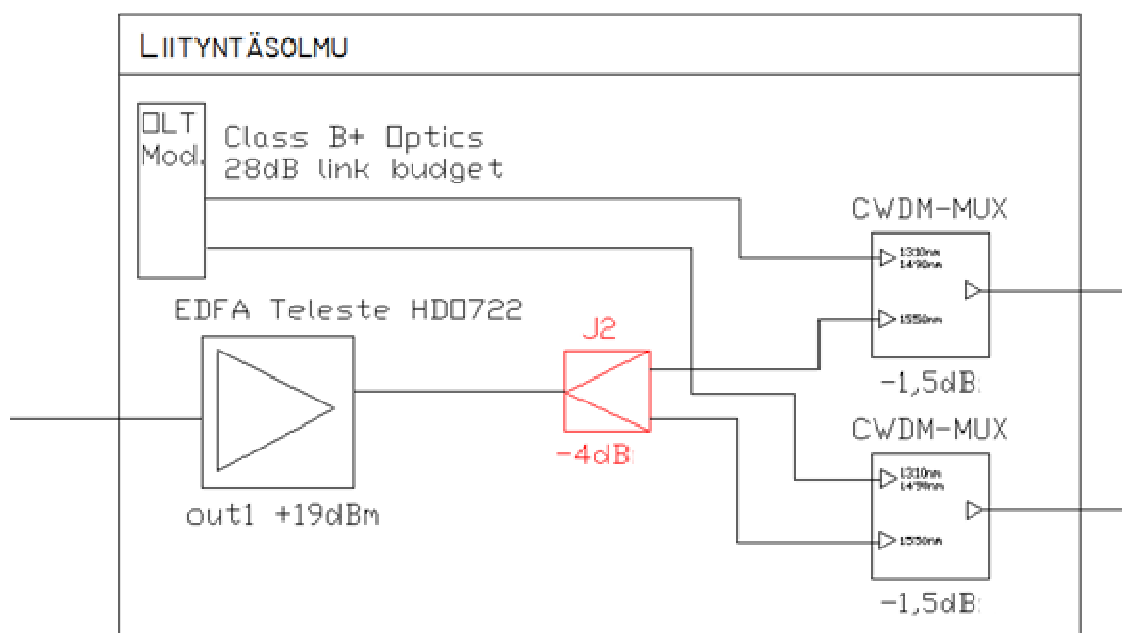 LIITYNTÄSOLMU
OLT
Mod.
Class B+ Optics
28dB link budget
CWDM-MUX
1310nm
1490nm
1550nm
-1,5dB
EDFA Teleste HDO722
out1 +19dBm
J2
-4dB
CWDM-MUX
1310nm
1490nm
1550nm
-1,5dB